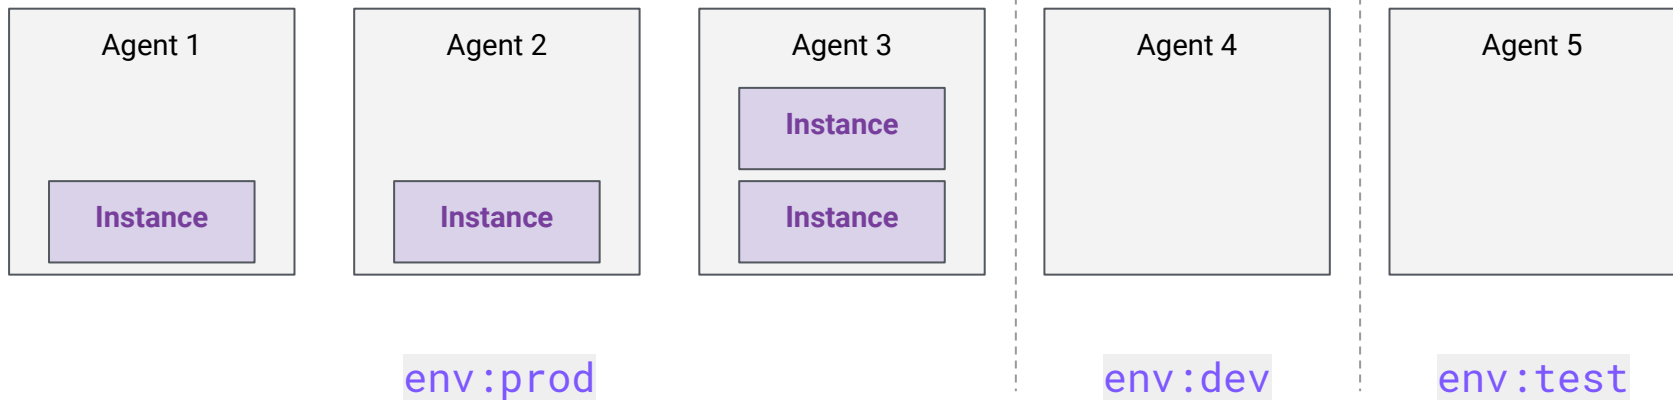 Agent 1
Agent 2
Agent 3
Agent 4
Agent 5
Instance
Instance
Instance
Instance
env:prod
env:dev
env:test